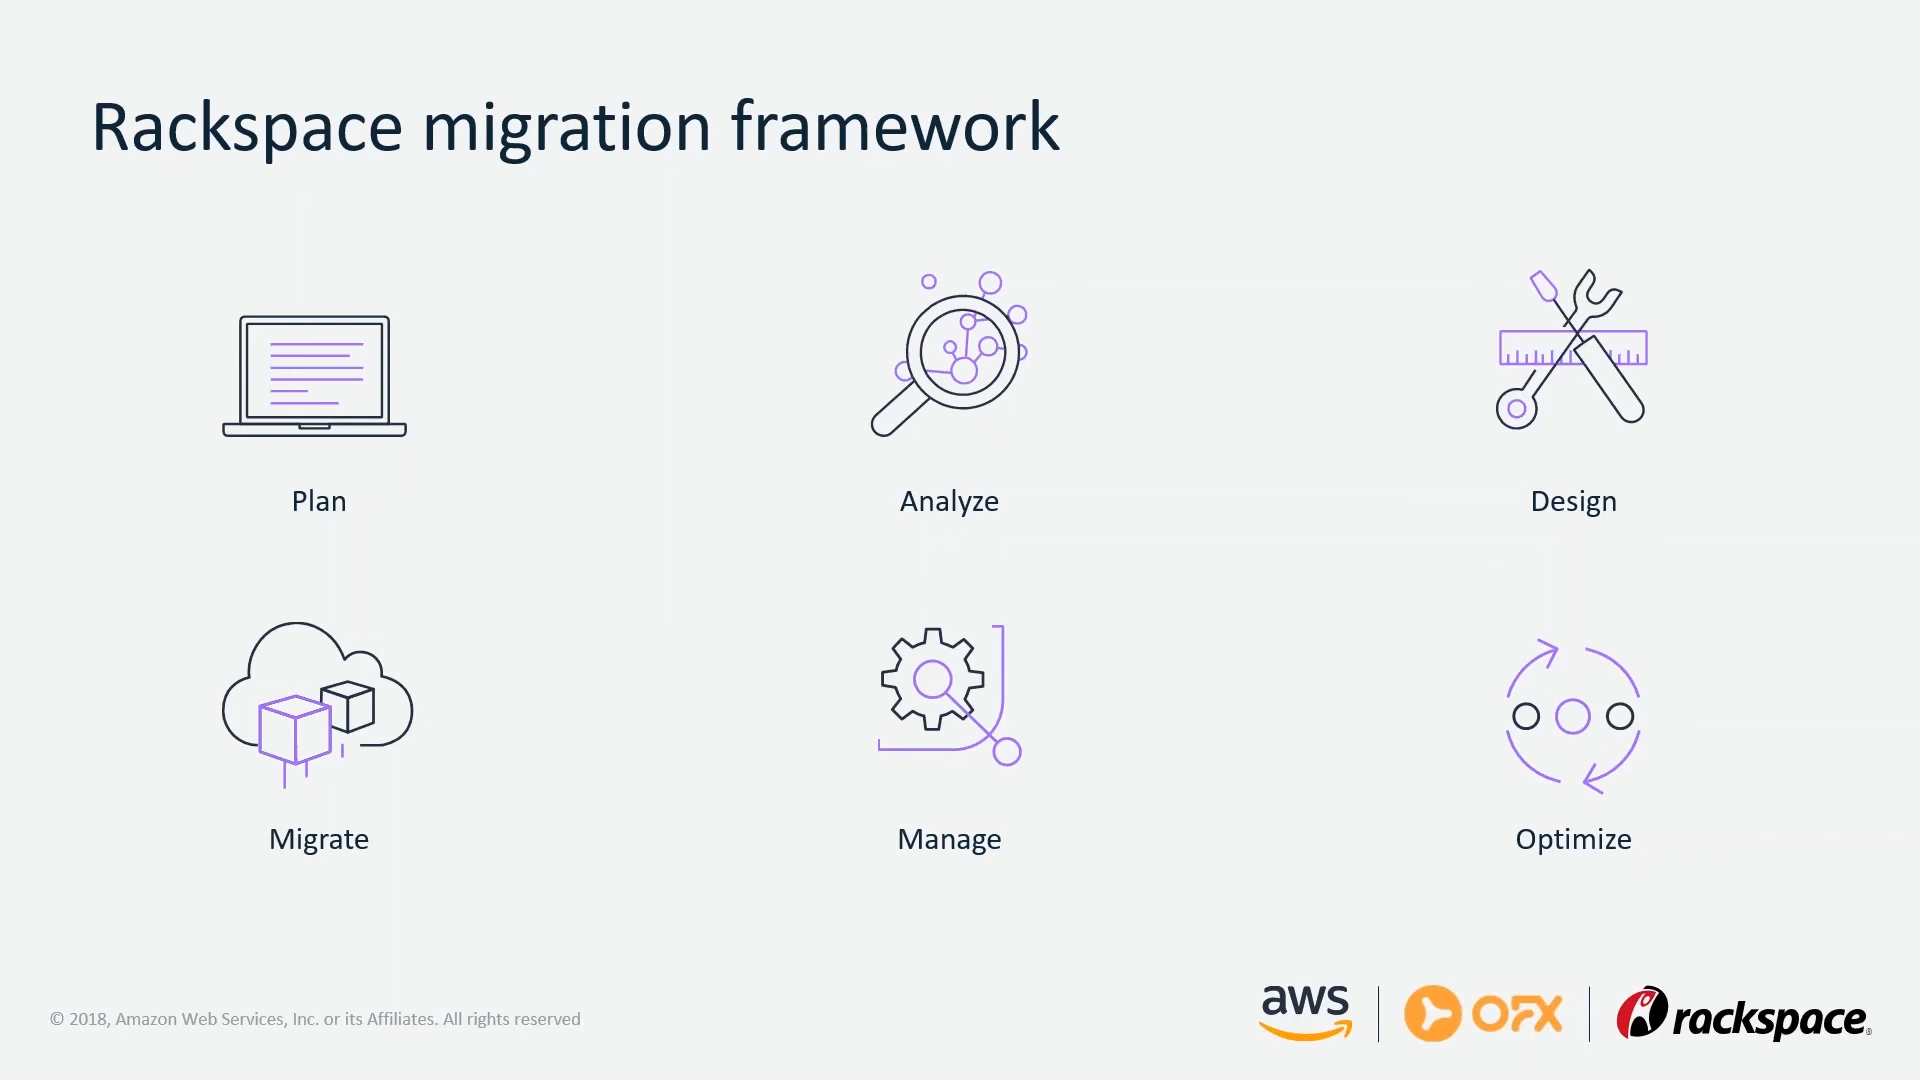 Rackspace migration framework
Plan
Analyze
Design
Migrate
Manage
Optimize
© 2018, Amazon Web Services, Inc. or its Affiliates. All rights reserved
aws
OFX
rackspace®